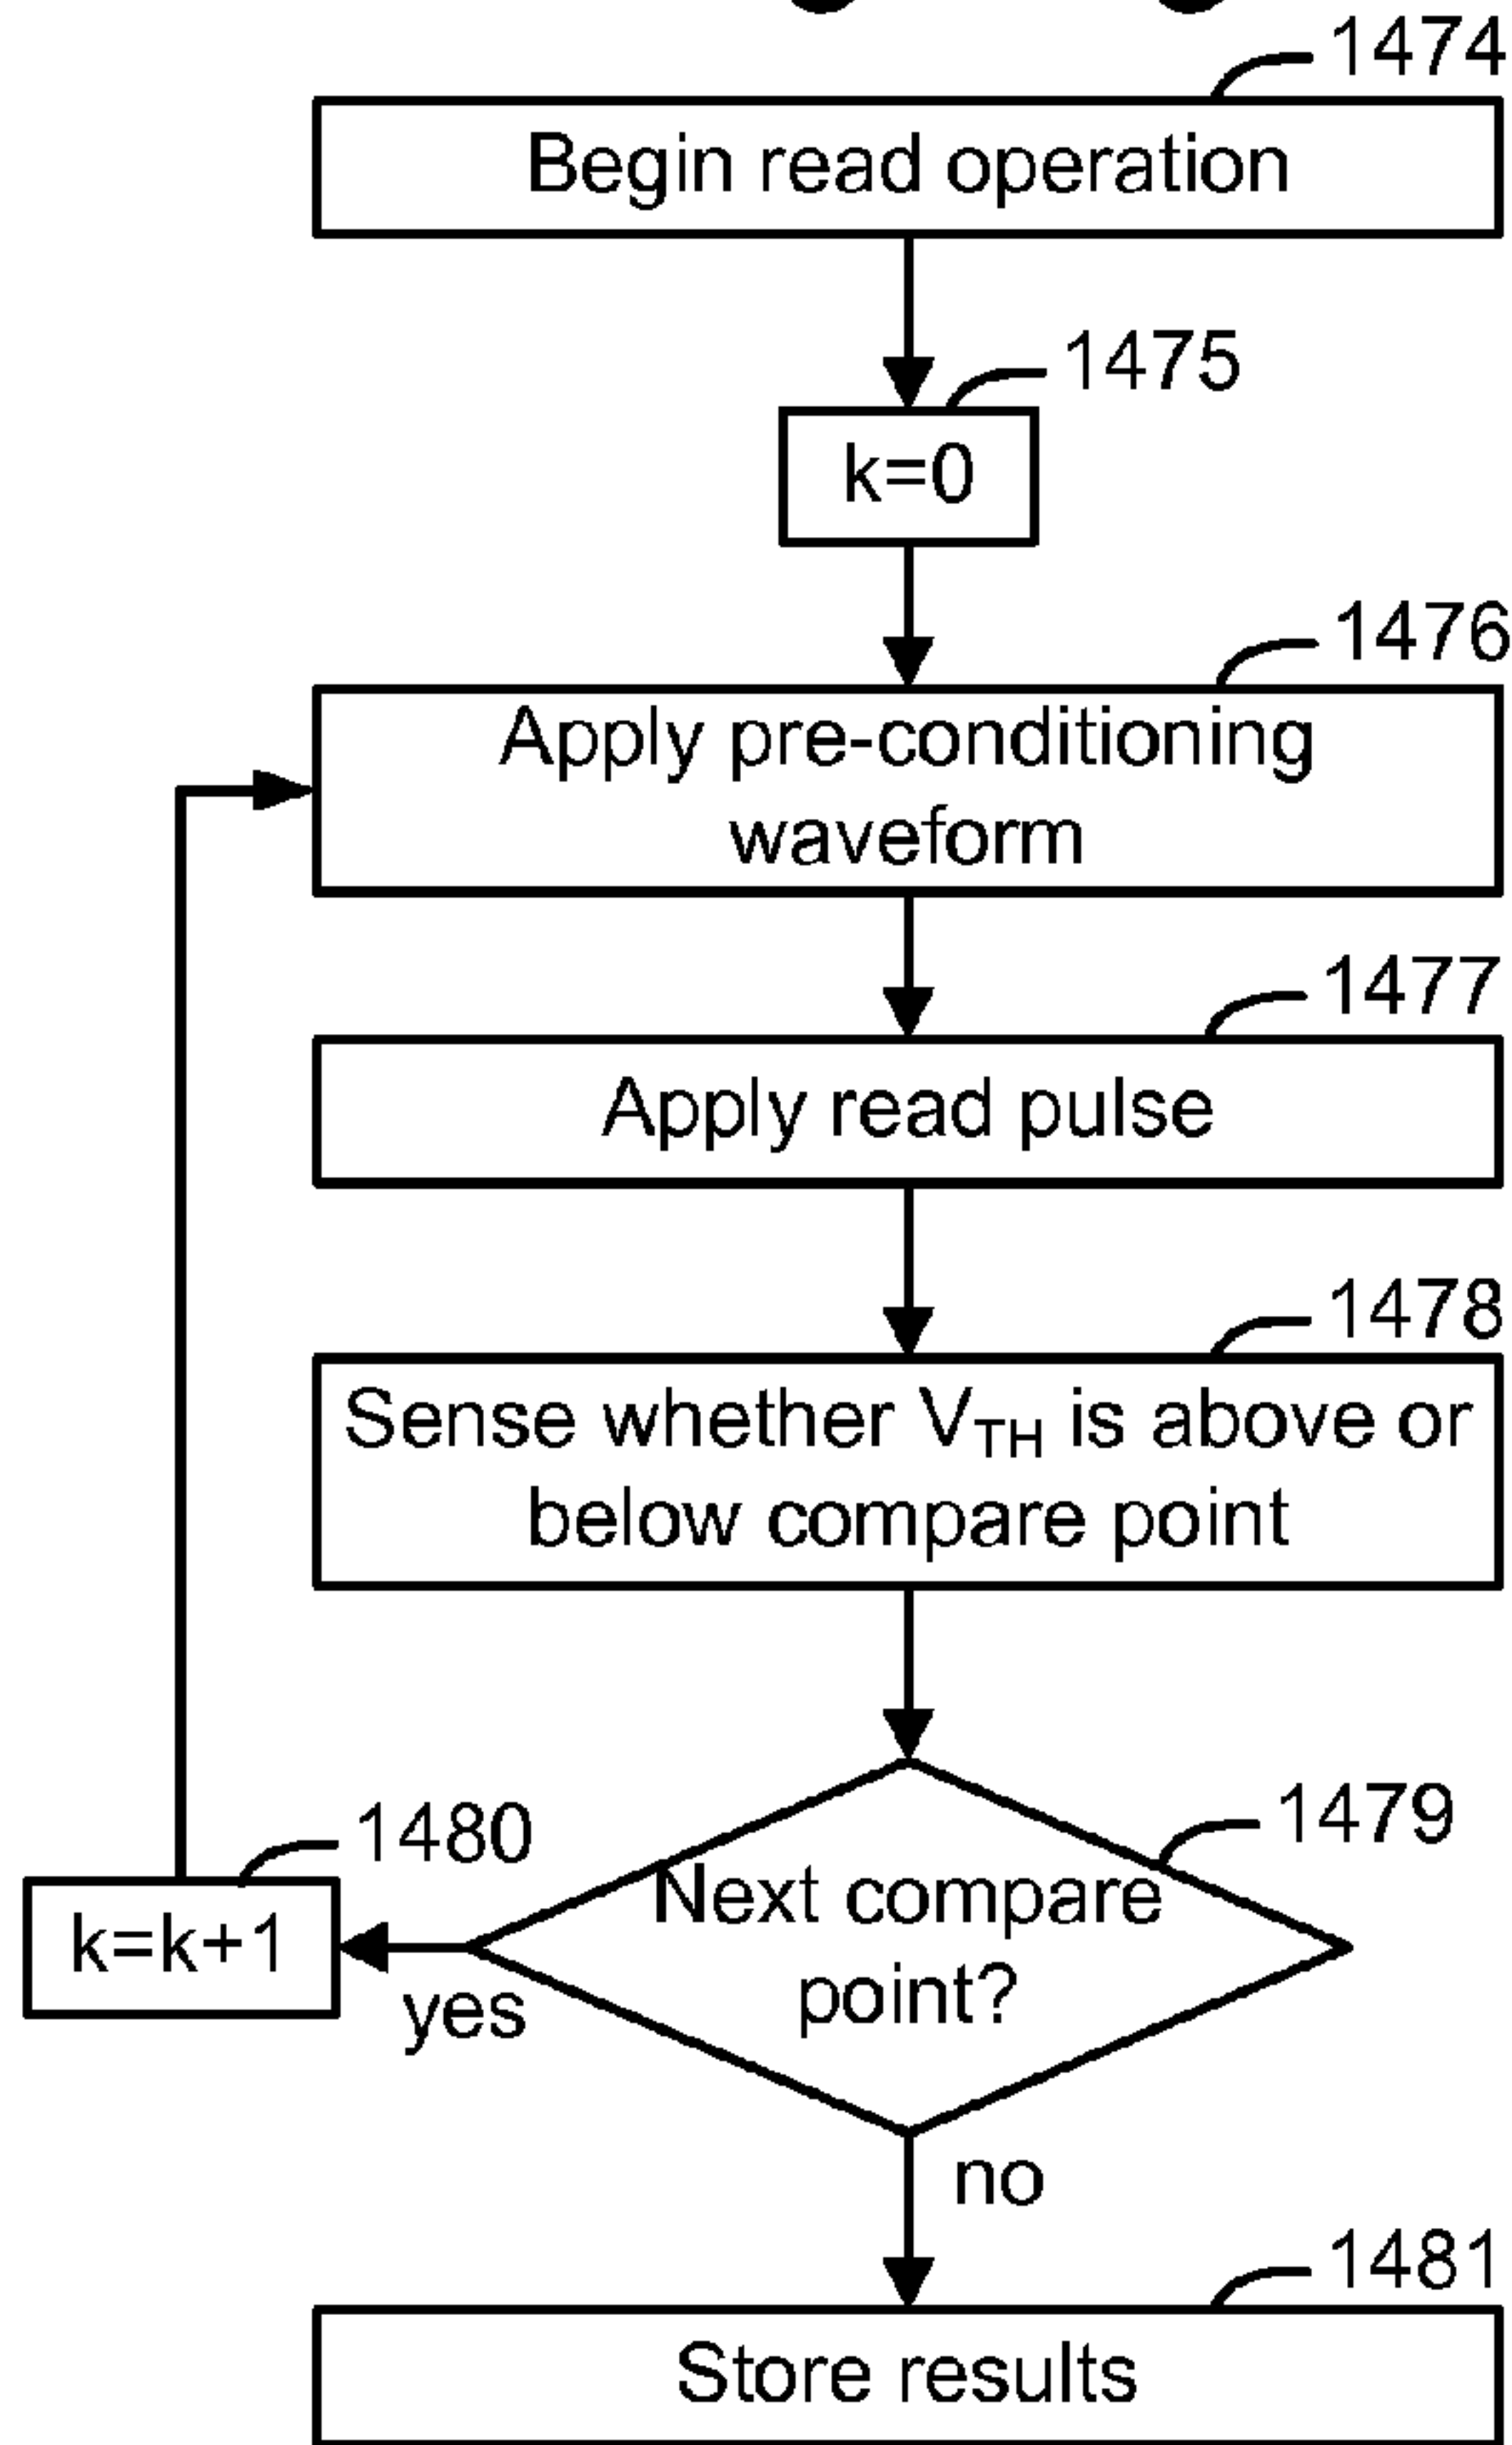 1474
Begin read operation
1475
k=0
1476
Apply pre-conditioning
waveform
1477
Apply read pulse
1478
Sense whether VTH is above or
below compare point
1479
Next compare
point?
1480
k=k+1
yes
no
1481
Store results